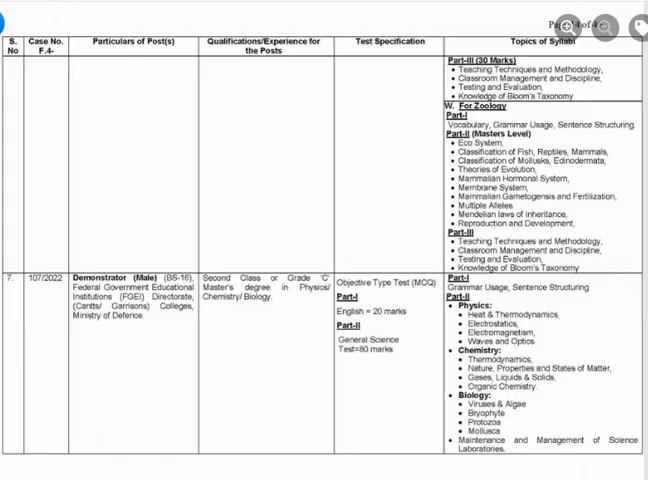 S. No
Case No. F.4-
Particulars of Post(s)
Qualifications/Experience for the Posts
Test Specification
Topics of Syllabi
Part-III (30 Marks)
• Teaching Techniques and Methodology,
• Classroom Management and Discipline,
• Testing and Evaluation,
• Knowledge of Bloom's Taxonomy
W. For Zoology
Part-I
Vocabulary, Grammar Usage, Sentence Structuring.
Part-II (Masters Level)
• Eco System,
• Classification of Fish, Reptiles, Mammals,
• Classification of Mollusks, Edinodermata,
• Theories of Evolution,
• Mammalian Hormonal System,
• Membrane System,
• Mammalian Gametogensis and Fertilization,
• Multiple Alleles.
• Mendelian laws of inheritance,
• Reproduction and Development,
Part-III
• Teaching Techniques and Methodology,
• Classroom Management and Discipline,
• Testing and Evaluation,
• Knowledge of Bloom's Taxonomy
7.
107/2022
Demonstrator (Male) (BS-16),
Federal Government Educational
Institutions (FGEI) Directorate,
(Cantts/ Garrisons) Colleges,
Ministry of Defence.
Second Class or Grade 'C'
Master's degree in Physics/
Chemistry/ Biology.
Objective Type Test (MCQ)
Part-I
English = 20 marks
Part-II
General Science
Test=80 marks
Part-I
Grammar Usage, Sentence Structuring
Part-II
• Physics:
• Heat & Thermodynamics,
• Electrostatics,
• Electromagnetism,
• Waves and Optics
• Chemistry:
• Thermodynamics,
• Nature, Properties and States of Matter,
• Gases, Liquids & Solids,
• Organic Chemistry.
• Biology:
• Viruses & Algae
• Bryophyte
• Protozoa
• Mollusca
• Maintenance and Management of Science
Laboratories.